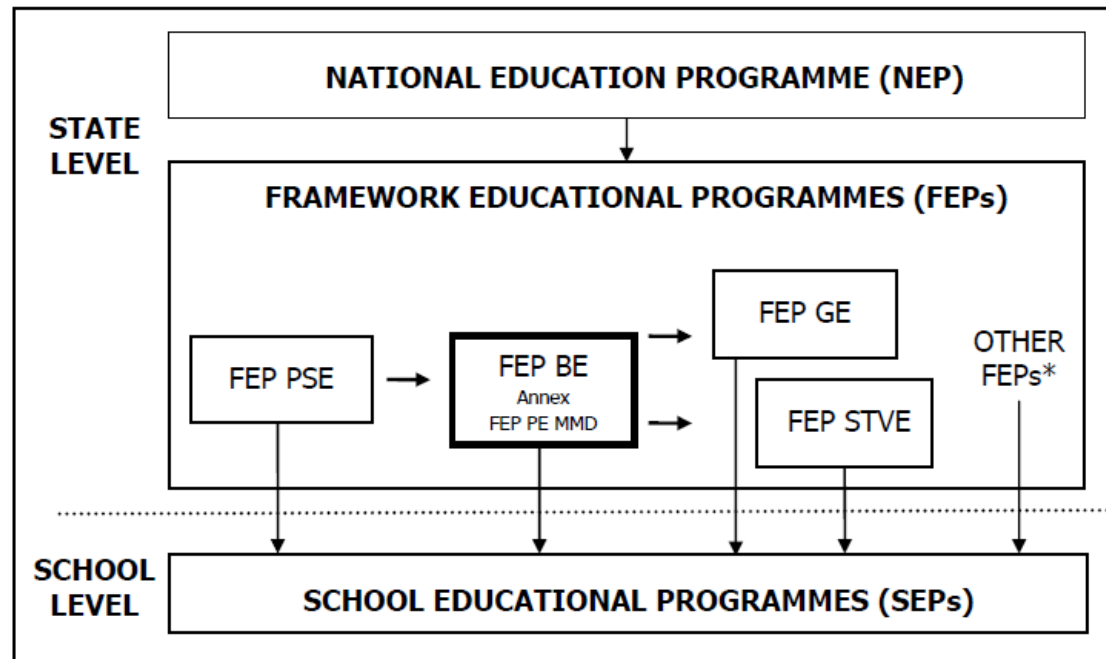 NATIONAL EDUCATION PROGRAMME (NEP)
STATE
LEVEL
FRAMEWORK EDUCATIONAL PROGRAMMES (FEPs)
FEP PSE
FEP BE
Annex
FEP PE MMD
FEP GE
FEP STVE
OTHER
FEPs*
SCHOOL
LEVEL
SCHOOL EDUCATIONAL PROGRAMMES (SEPs)